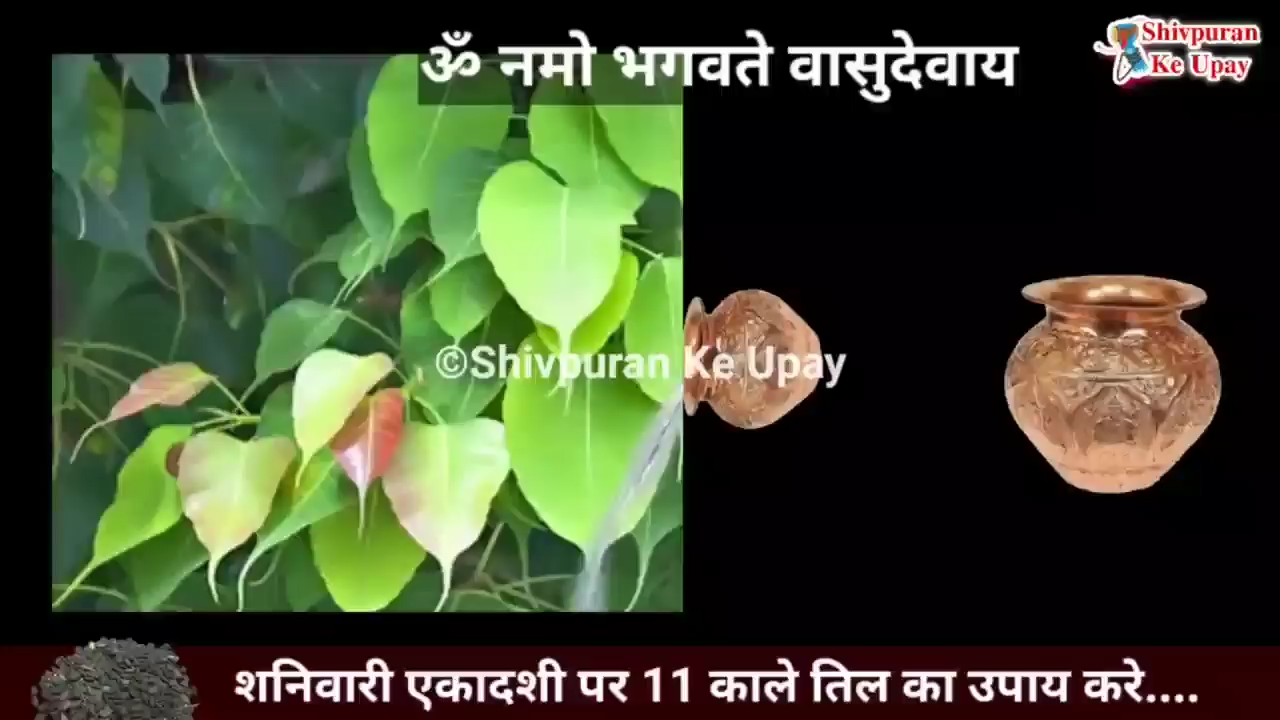 ॐ नमो भगवते वासुदेवाय
Shivpuran
Ke Upay
©Shivpuran Ke Upay
शनिवारी एकादशी पर 11 काले तिल का उपाय करे....